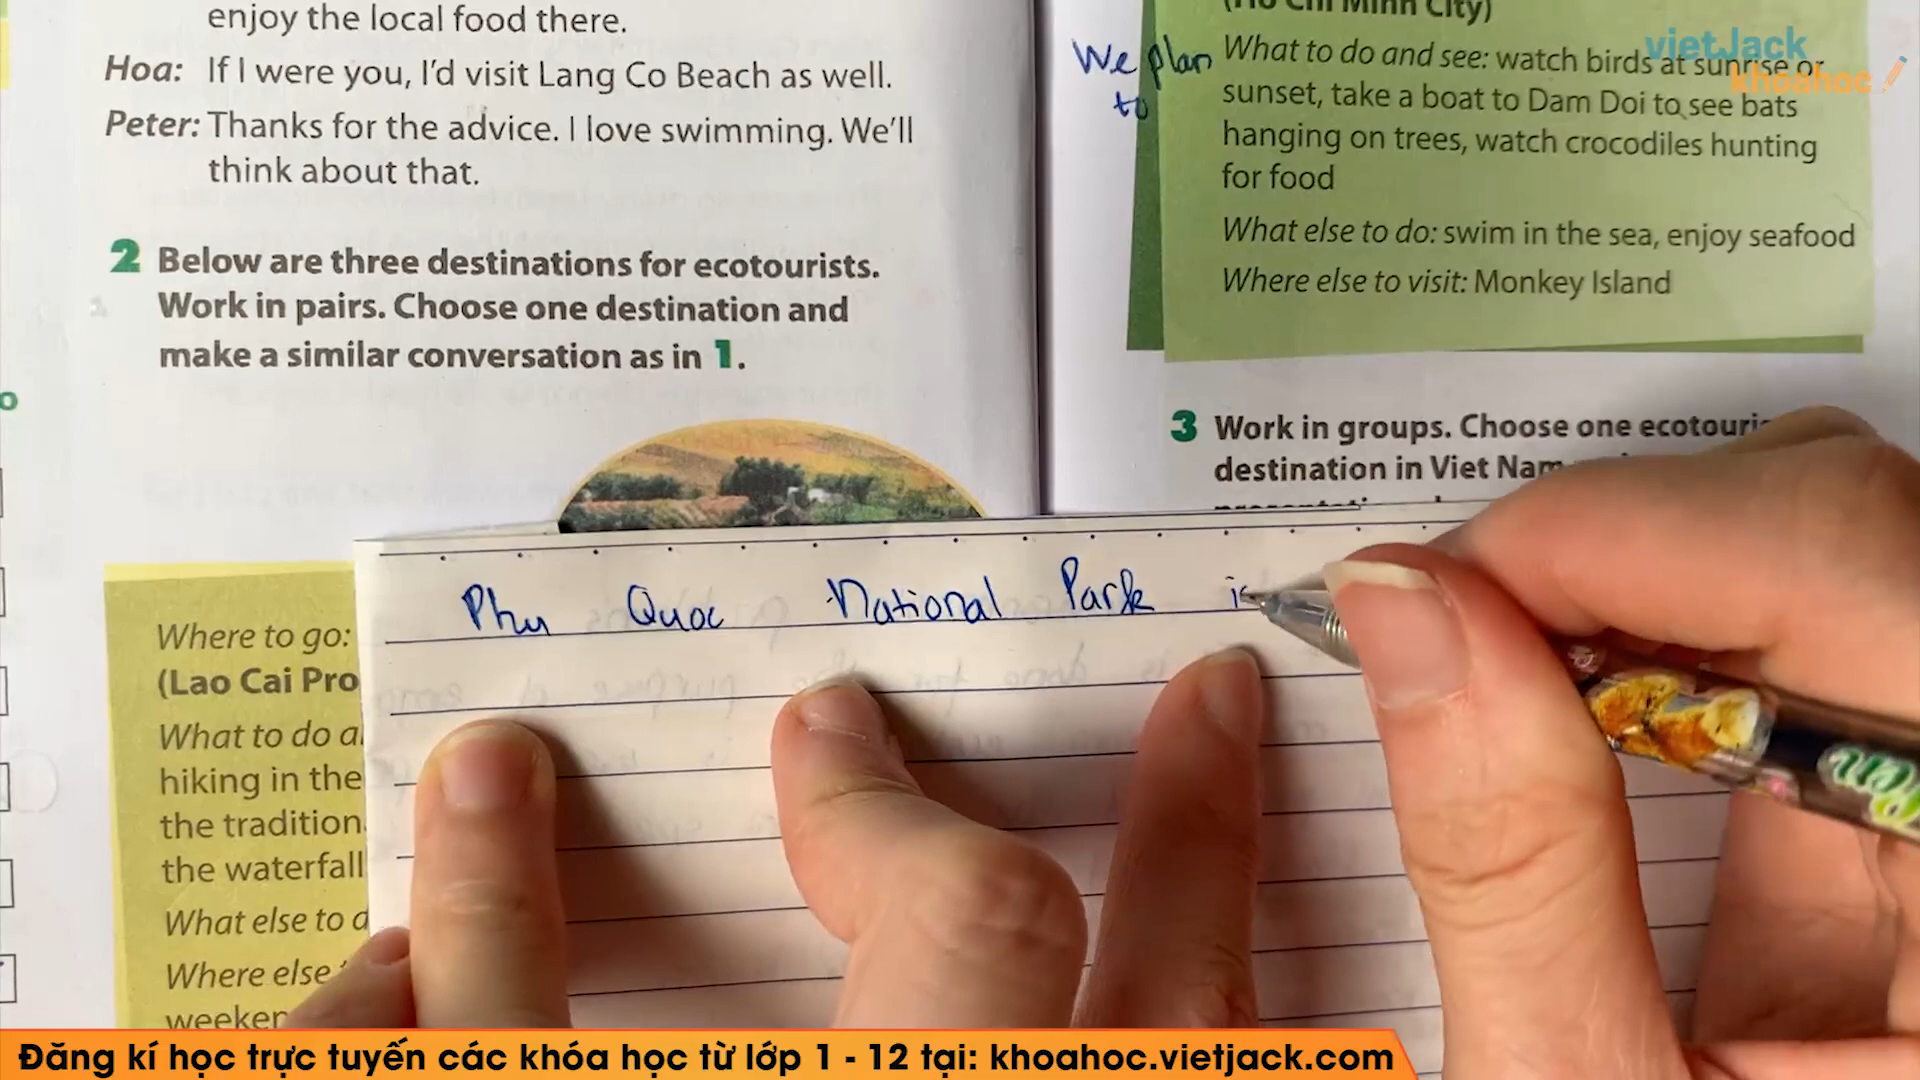 enjoy the local food there.
Hoa: If I were you, I'd visit Lang Co Beach as well.
Peter: Thanks for the advice. I love swimming. We'll
think about that.
2 Below are three destinations for ecotourists.
Work in pairs. Choose one destination and
make a similar conversation as in 1.
Where to go:
(Lao Cai Pro
What to do a
hiking in the
the tradition
the waterfall
What else to d
Where else
weeken
(Ho Chi Minh City)
We plan
to
What to do and see: watch birds at sunrise or
sunset, take a boat to Dam Doi to see bats
hanging on trees, watch crocodiles hunting
for food
What else to do: swim in the sea, enjoy seafood
Where else to visit: Monkey Island
vietJack
khoahoc
3 Work in groups. Choose one ecotouri
destination in Viet Nam
Phu Quoc National Park is
Pen
Đăng kí học trực tuyến các khóa học từ lớp 1 - 12 tại: khoahoc.vietjack.com